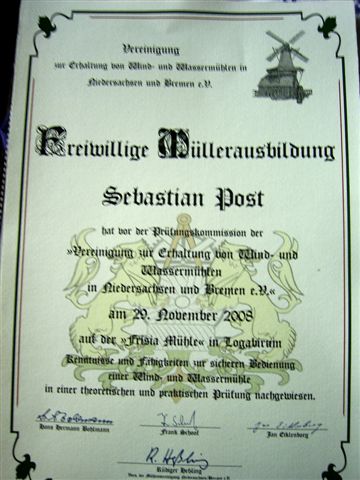 Vereinigung
zur Erhaltung von Wind- und Wassermühlen in
Niedersachsen und Bremen e.V.
Freiwillige Müllerausbildung
Sebastian Post
hat vor der Prüfungskommission der
»Vereinigung zur Erhaltung von Wind- und
Wassermühlen
in Niedersachsen und Bremen e.V.«
am 29. November 2008
auf der »Frisia Mühle« in Logabirum
Kenntnisse und Fähigkeiten zur sicheren Bedienung
einer Wind- und Wassermühle
in einer theoretischen und praktischen Prüfung nachgewiesen.
Hans Hermann Bohlmann Frank Schoof Jan Eiklenborg
R. Heßling
Rüdiger Heßling